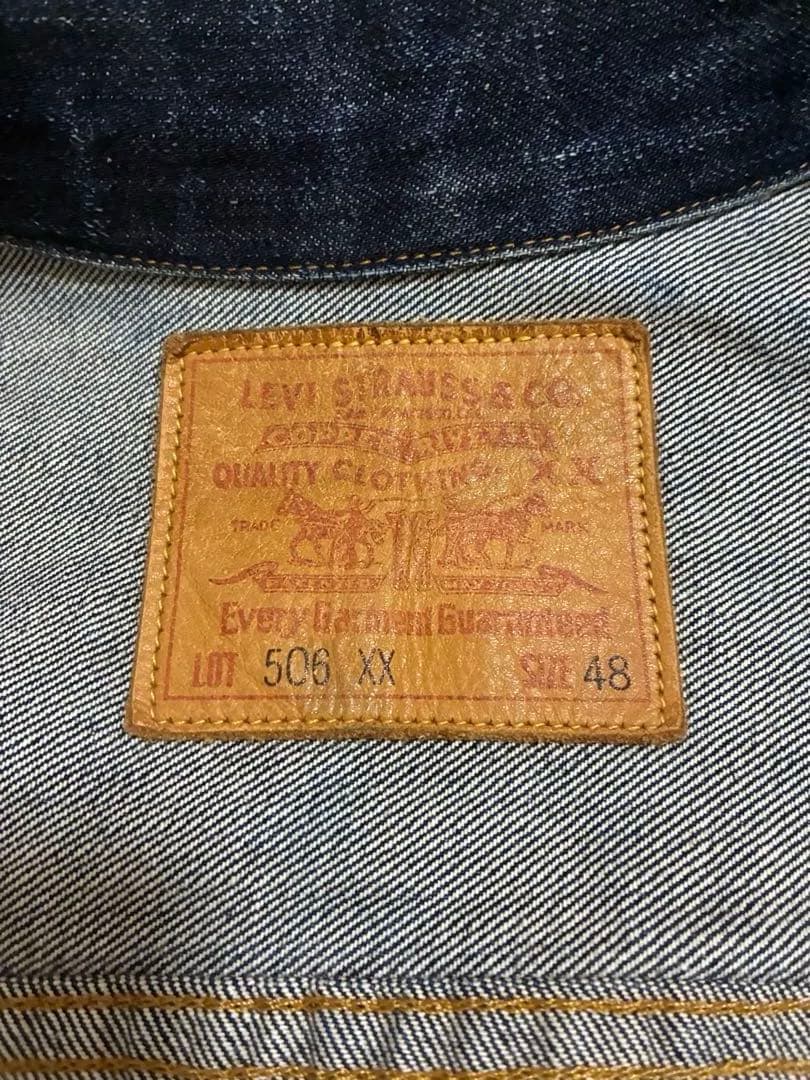 LEVI STRAUSS & CO.
QUALITY CLOTHING XX
TRADE MARK
Every Garment Guaranteed
LOT 506 XX SIZE 48